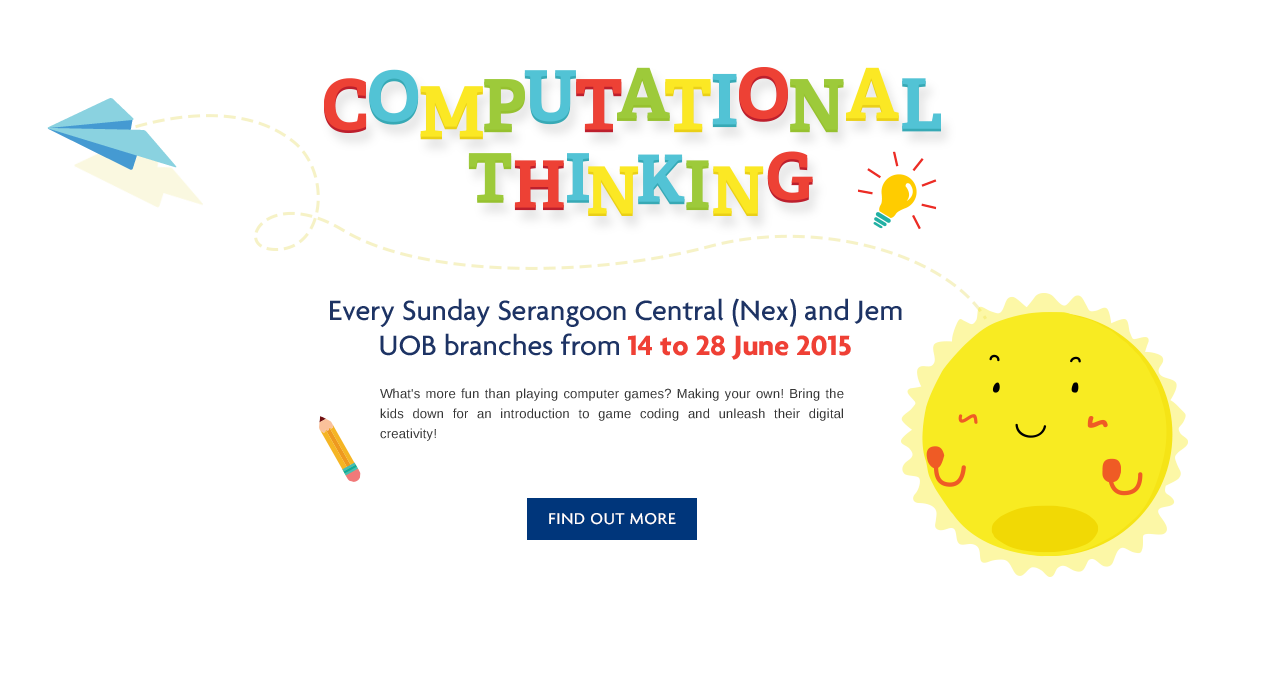 COMPUTATIONAL
THINKING
Every Sunday Serangoon Central (Nex) and Jem
UOB branches from 14 to 28 June 2015
What's more fun than playing computer games? Making your own! Bring the
kids down for an introduction to game coding and unleash their digital
creativity!
FIND OUT MORE